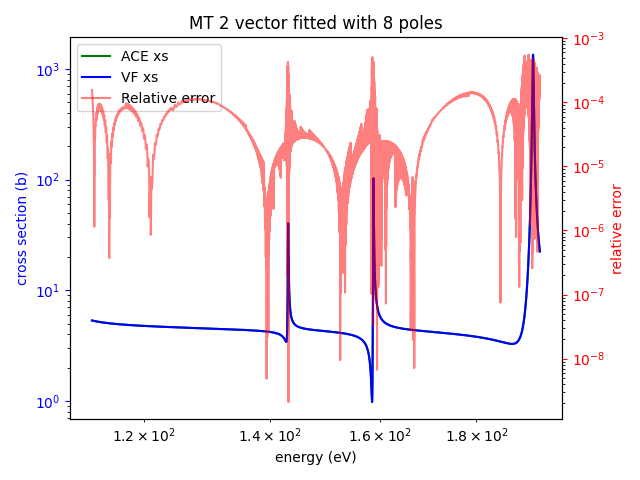 MT 2 vector fitted with 8 poles
ACE xs
VF xs
Relative error
10³
10²
10¹
10⁰
cross section (b)
10⁻³
10⁻⁴
10⁻⁵
10⁻⁶
10⁻⁷
10⁻⁸
relative error
1.2 × 10²
1.4 × 10²
1.6 × 10²
1.8 × 10²
energy (eV)